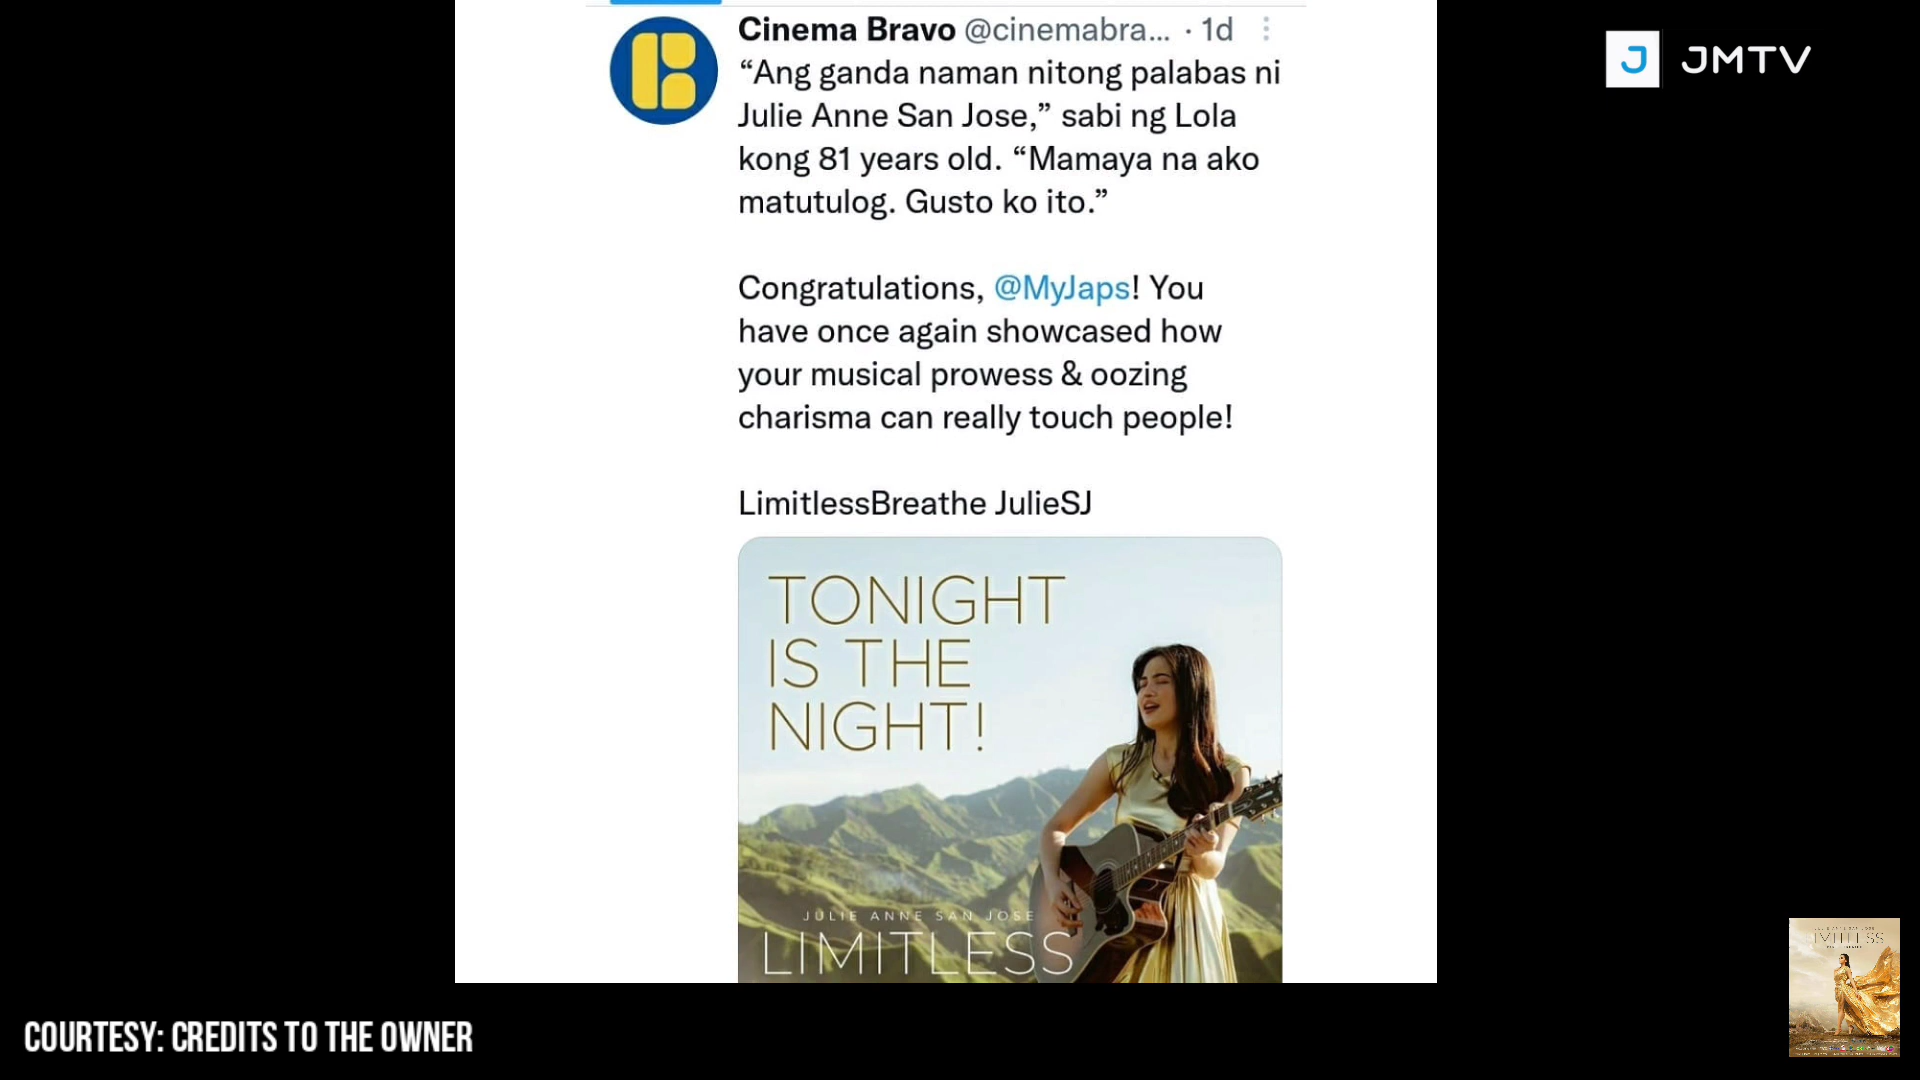 Cinema Bravo @cinemabra... · 1d
“Ang ganda naman nitong palabas ni
Julie Anne San Jose,” sabi ng Lola
kong 81 years old. “Mamaya na ako
matutulog. Gusto ko ito.”
Congratulations, @MyJaps! You
have once again showcased how
your musical prowess & oozing
charisma can really touch people!
LimitlessBreathe JulieSJ
TONIGHT
IS THE
NIGHT!
JULIE ANNE SAN JOSE
LIMITLESS
J JMTV
COURTESY: CREDITS TO THE OWNER